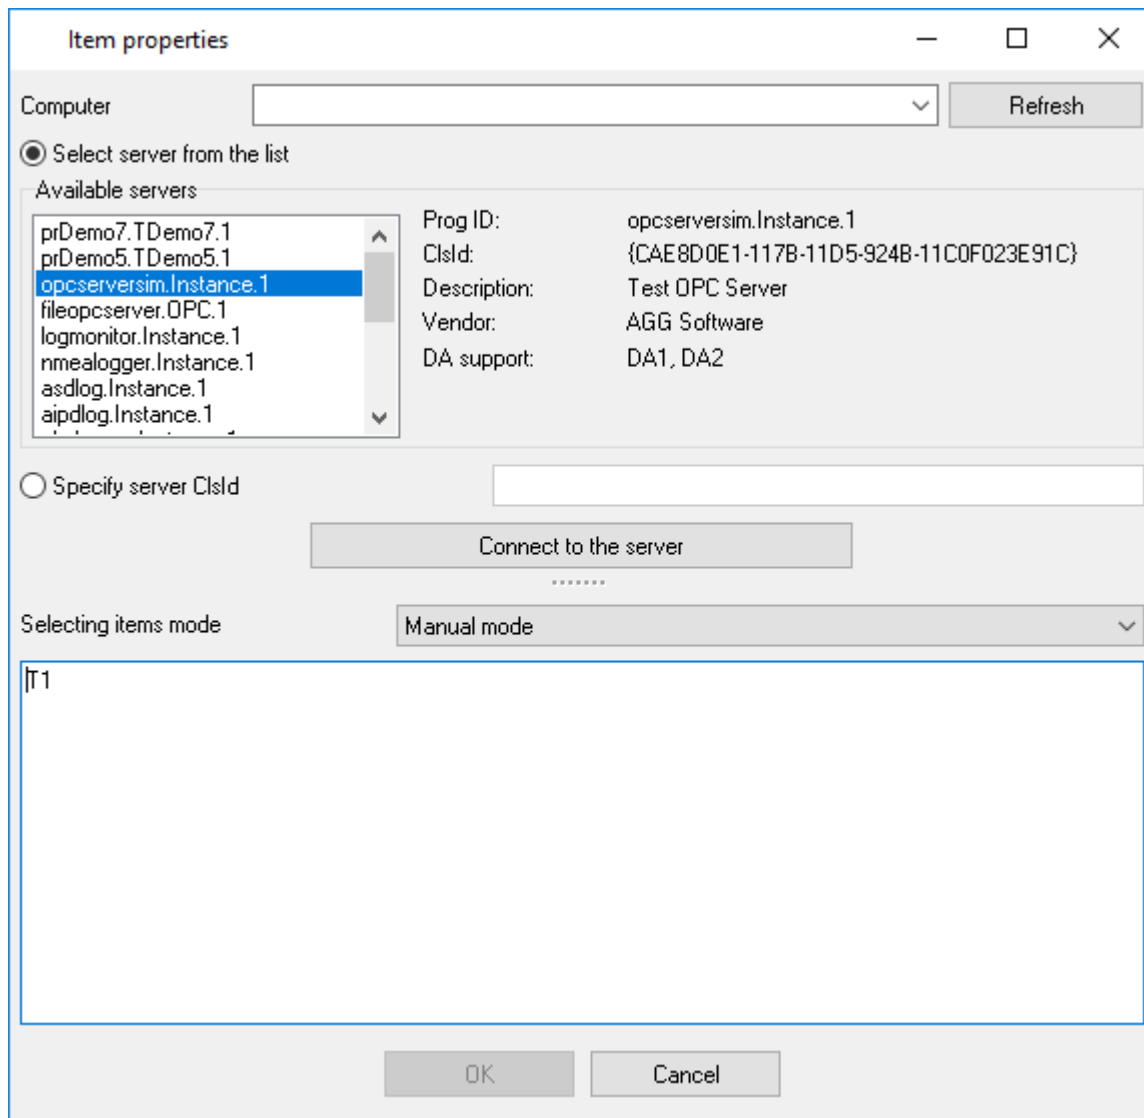 Item properties
Computer
Refresh
Select server from the list
Available servers
prDemo7.TDemo7.1
prDemo5.TDemo5.1
opcserversim.Instance.1
fileopcserver.OPC.1
logmonitor.Instance.1
nmealogger.Instance.1
asdlog.Instance.1
aipdlog.Instance.1
Prog ID: opcserversim.Instance.1
ClsId: {CAE8D0E1-117B-11D5-924B-11C0F023E91C}
Description: Test OPC Server
Vendor: AGG Software
DA support: DA1, DA2
Specify server ClsId
Connect to the server
Selecting items mode
Manual mode
T1
OK
Cancel